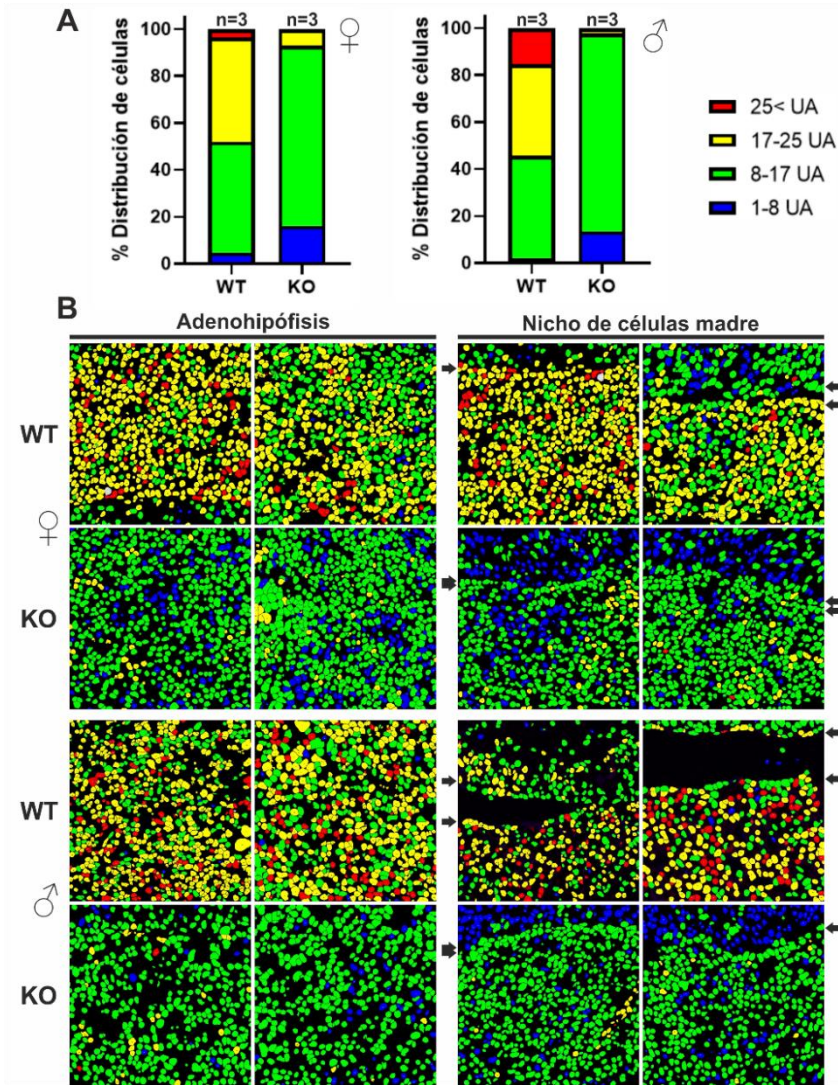 A
n=3 n=3 ♀
% Distribución de células
100
80
60
40
20
0
WT KO
n=3 n=3 ♂
% Distribución de células
100
80
60
40
20
0
WT KO
25< UA
17-25 UA
8-17 UA
1-8 UA
B
Adenohipófisis
Nicho de células madre
WT
♀
KO
WT
♂
KO